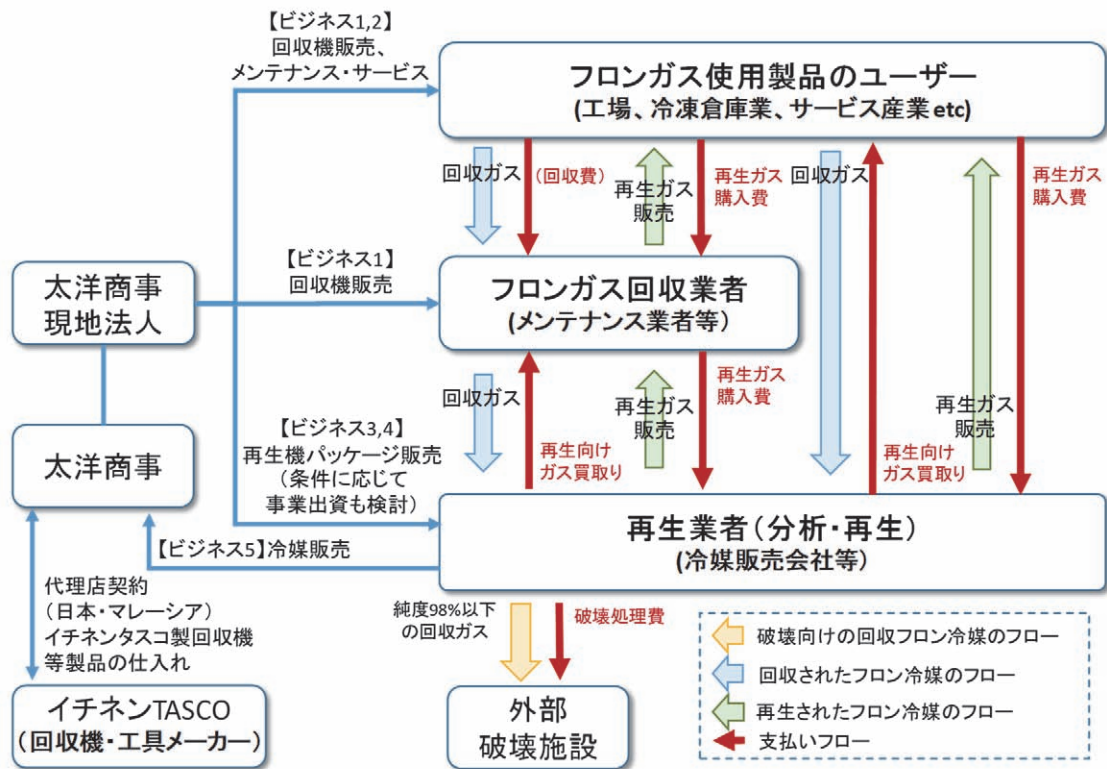 【ビジネス1,2】
回収機販売、
メンテナンス・サービス
フロンガス使用製品のユーザー
(工場、冷凍倉庫業、サービス産業 etc)
回収ガス
(回収費)
再生ガス
販売
再生ガス
購入費
回収ガス
再生ガス
購入費
【ビジネス1】
回収機販売
太洋商事
現地法人
フロンガス回収業者
(メンテナンス業者等)
回収ガス
再生向け
ガス買取り
再生ガス
販売
再生ガス
購入費
再生向け
ガス買取り
再生ガス
販売
【ビジネス3,4】
再生機パッケージ販売
(条件に応じて
事業出資も検討)
太洋商事
【ビジネス5】冷媒販売
再生業者(分析・再生)
(冷媒販売会社等)
代理店契約
(日本・マレーシア)
イチネンタスコ製回収機
等製品の仕入れ
純度98%以下
の回収ガス
破壊処理費
イチネンTASCO
(回収機・工具メーカー)
外部
破壊施設
破壊向けの回収フロン冷媒のフロー
回収されたフロン冷媒のフロー
再生されたフロン冷媒のフロー
支払いフロー